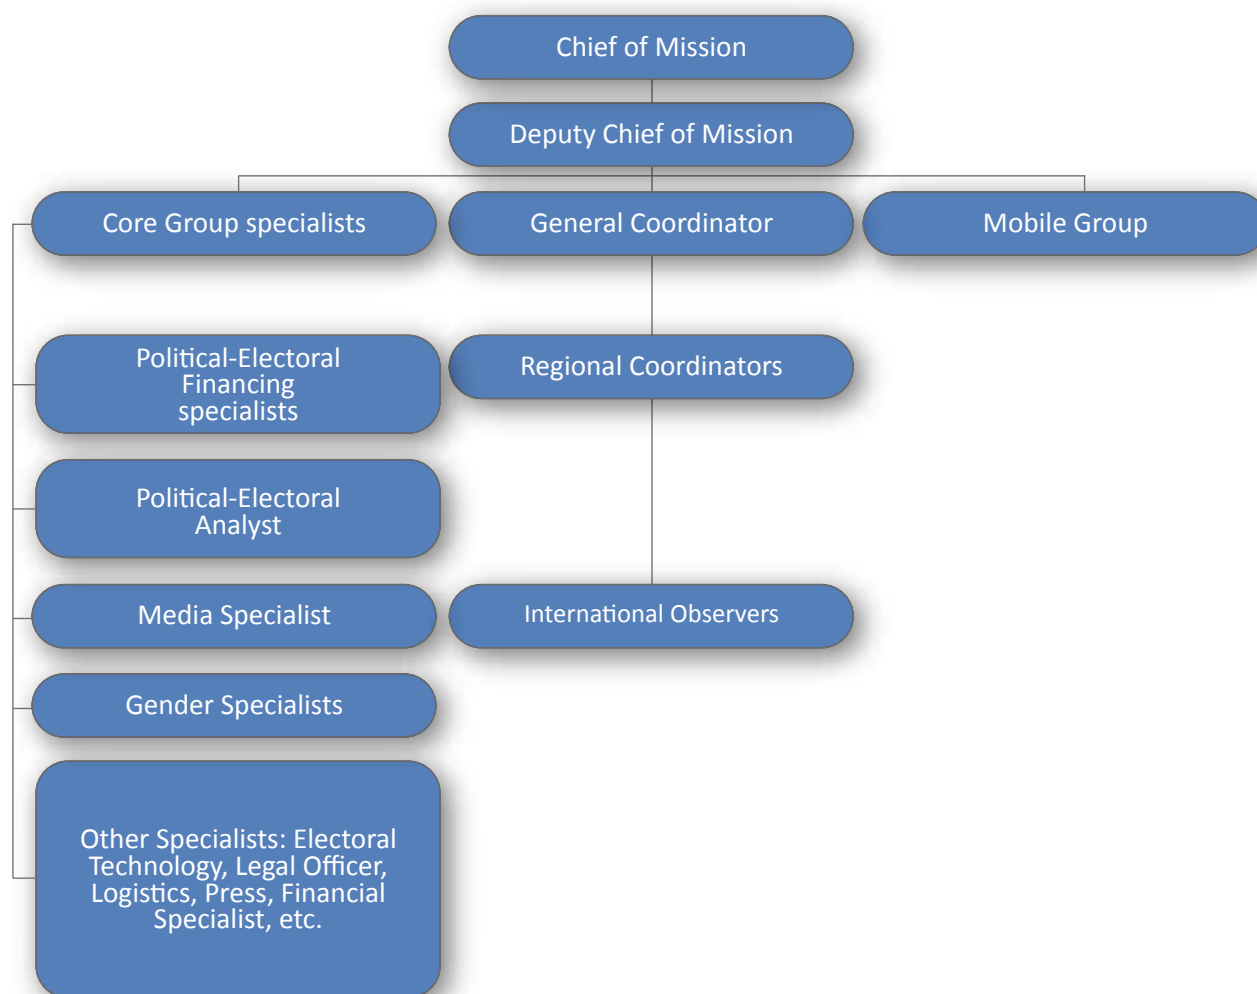 Chief of Mission
Deputy Chief of Mission
Core Group specialists
General Coordinator
Mobile Group
Political-Electoral
Financing
specialists
Regional Coordinators
Political-Electoral
Analyst
Media Specialist
International Observers
Gender Specialists
Other Specialists: Electoral
Technology, Legal Officer,
Logistics, Press, Financial
Specialist, etc.